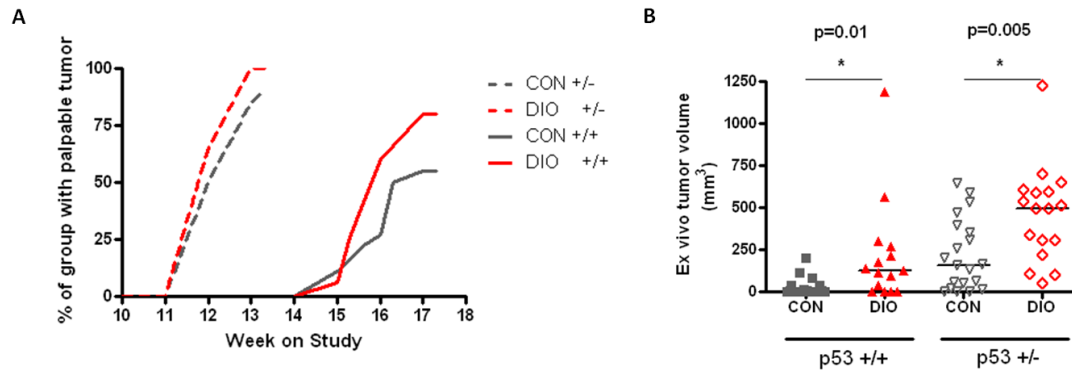 A
% of group with palpable tumor
100
75
50
25
0
10 11 12 13 14 15 16 17 18
Week on Study
CON +/-
DIO +/-
CON +/+
DIO +/+
B
p=0.01 p=0.005
* *
Ex vivo tumor volume
(mm³)
1250
1000
750
500
250
0
CON DIO CON DIO
p53 +/+ p53 +/-